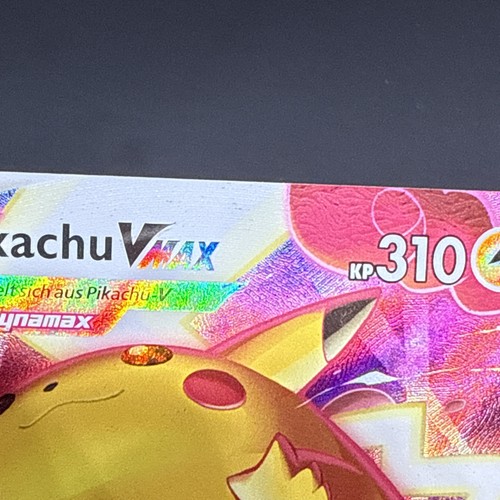 kachu VMAX KP 310
elt sich aus Pikachu-V
ynamax